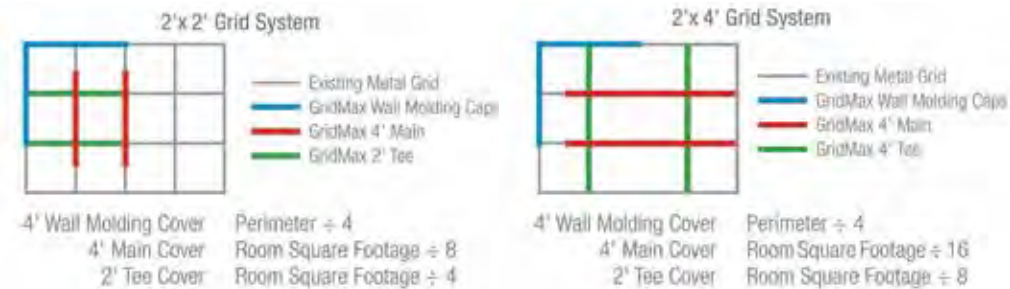 2'x 2' Grid System
Existing Metal Grid
GridMax Wall Molding Caps
GridMax 4' Main
GridMax 2' Tee
4' Wall Molding Cover Perimeter ÷ 4
4' Main Cover Room Square Footage ÷ 8
2' Tee Cover Room Square Footage ÷ 4
2'x 4' Grid System
Existing Metal Grid
GridMax Wall Molding Caps
GridMax 4' Main
GridMax 4' Tee
4' Wall Molding Cover Perimeter ÷ 4
4' Main Cover Room Square Footage ÷ 16
2' Tee Cover Room Square Footage ÷ 8